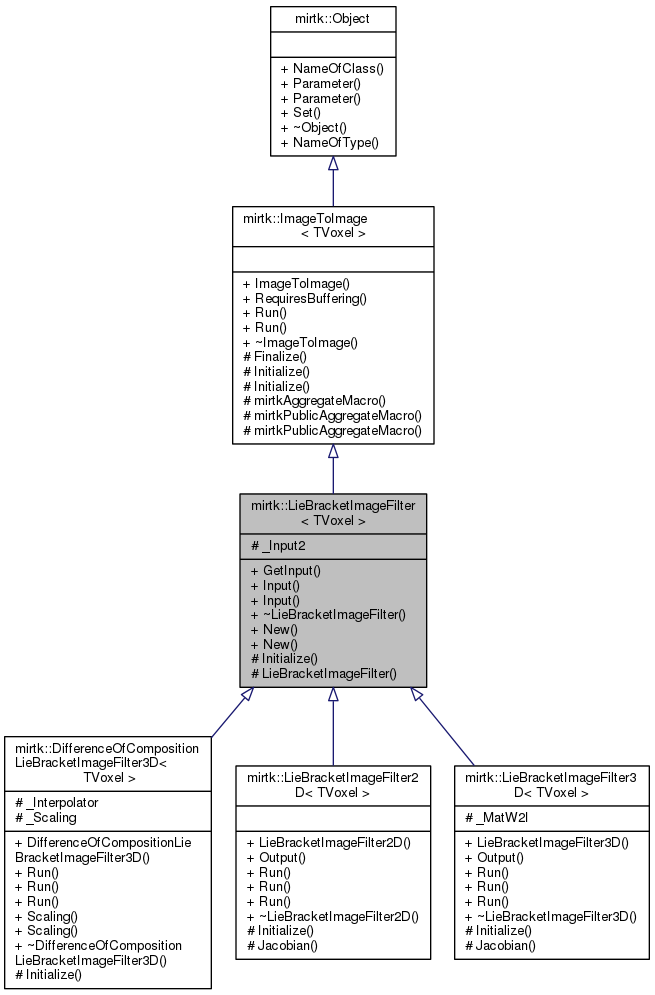 mirtk::Object
+ NameOfClass()
+ Parameter()
+ Parameter()
+ Set()
+ ~Object()
+ NameOfType()
mirtk::ImageToImage
< TVoxel >
+ ImageToImage()
+ RequiresBuffering()
+ Run()
+ Run()
+ ~ImageToImage()
# Finalize()
# Initialize()
# Initialize()
# mirtkAggregateMacro()
# mirtkPublicAggregateMacro()
# mirtkPublicAggregateMacro()
mirtk::LieBracketImageFilter
< TVoxel >
# _Input2
+ GetInput()
+ Input()
+ Input()
+ ~LieBracketImageFilter()
+ New()
+ New()
# Initialize()
# LieBracketImageFilter()
mirtk::DifferenceOfComposition
LieBracketImageFilter3D<
TVoxel >
# _Interpolator
# _Scaling
+ DifferenceOfCompositionLie
BracketImageFilter3D()
+ Run()
+ Run()
+ Run()
+ Scaling()
+ Scaling()
+ ~DifferenceOfComposition
LieBracketImageFilter3D()
# Initialize()
mirtk::LieBracketImageFilter2
D< TVoxel >
+ LieBracketImageFilter2D()
+ Output()
+ Run()
+ Run()
+ Run()
+ ~LieBracketImageFilter2D()
# Initialize()
# Jacobian()
mirtk::LieBracketImageFilter3
D< TVoxel >
# _MatW2I
+ LieBracketImageFilter3D()
+ Output()
+ Run()
+ Run()
+ Run()
+ ~LieBracketImageFilter3D()
# Initialize()
# Jacobian()